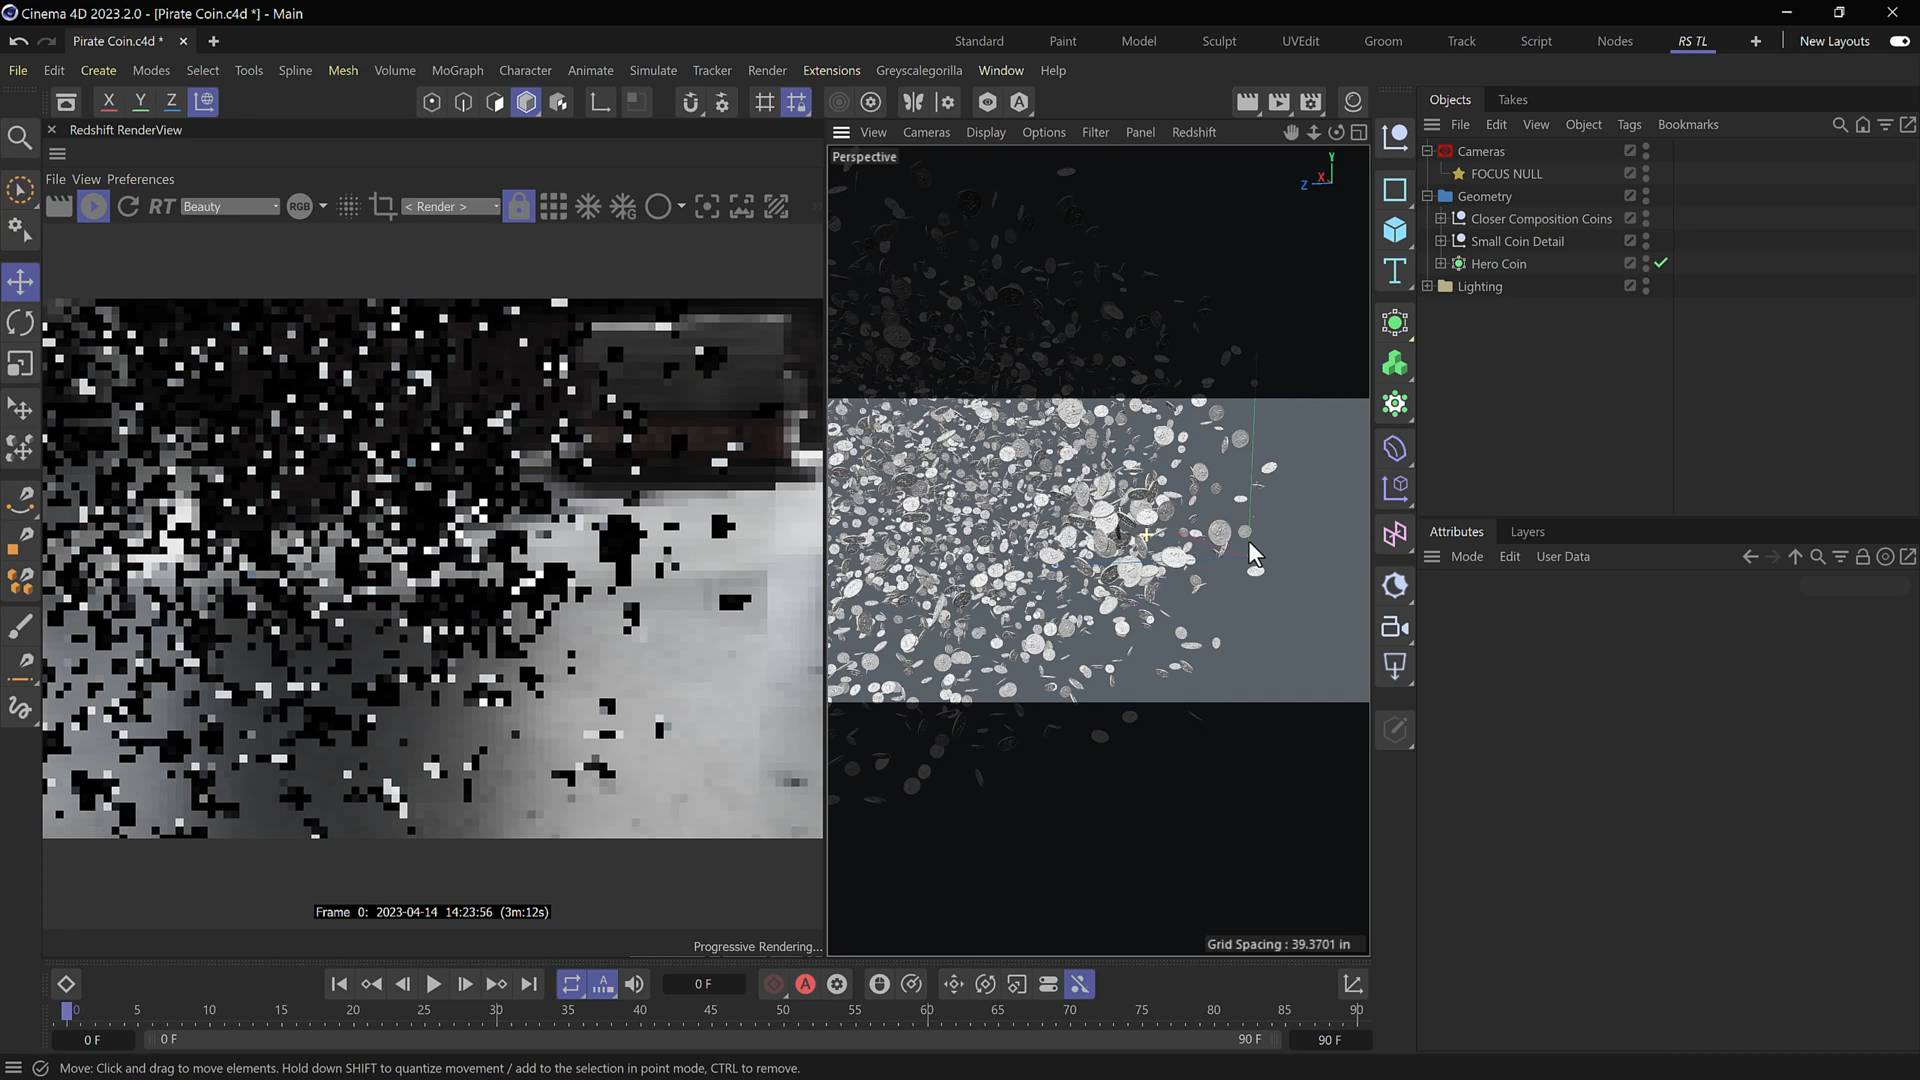 Cinema 4D 2023.2.0 - [Pirate Coin.c4d *] - Main
Pirate Coin.c4d *
Standard
Paint
Model
Sculpt
UVEdit
Groom
Track
Script
Nodes
RS TL
New Layouts
File Edit Create Modes Select Tools Spline Mesh Volume MoGraph Character Animate Simulate Tracker Render Extensions Greyscalegorilla Window Help
X Y Z
Redshift RenderView
File View Preferences
RT Beauty RGB < Render >
View Cameras Display Options Filter Panel Redshift
Perspective
Y
X
Z
Grid Spacing : 39.3701 in
Frame 0: 2023-04-14 14:23:56 (3m:12s)
Progressive Rendering...
Objects Takes
File Edit View Object Tags Bookmarks
Cameras
FOCUS NULL
Geometry
Closer Composition Coins
Small Coin Detail
Hero Coin
Lighting
Attributes Layers
Mode Edit User Data
0 F
0 5 10 15 20 25 30 35 40 45 50 55 60 65 70 75 80 85 90
0 F 0 F 90 F 90 F
Move: Click and drag to move elements. Hold down SHIFT to quantize movement / add to the selection in point mode, CTRL to remove.